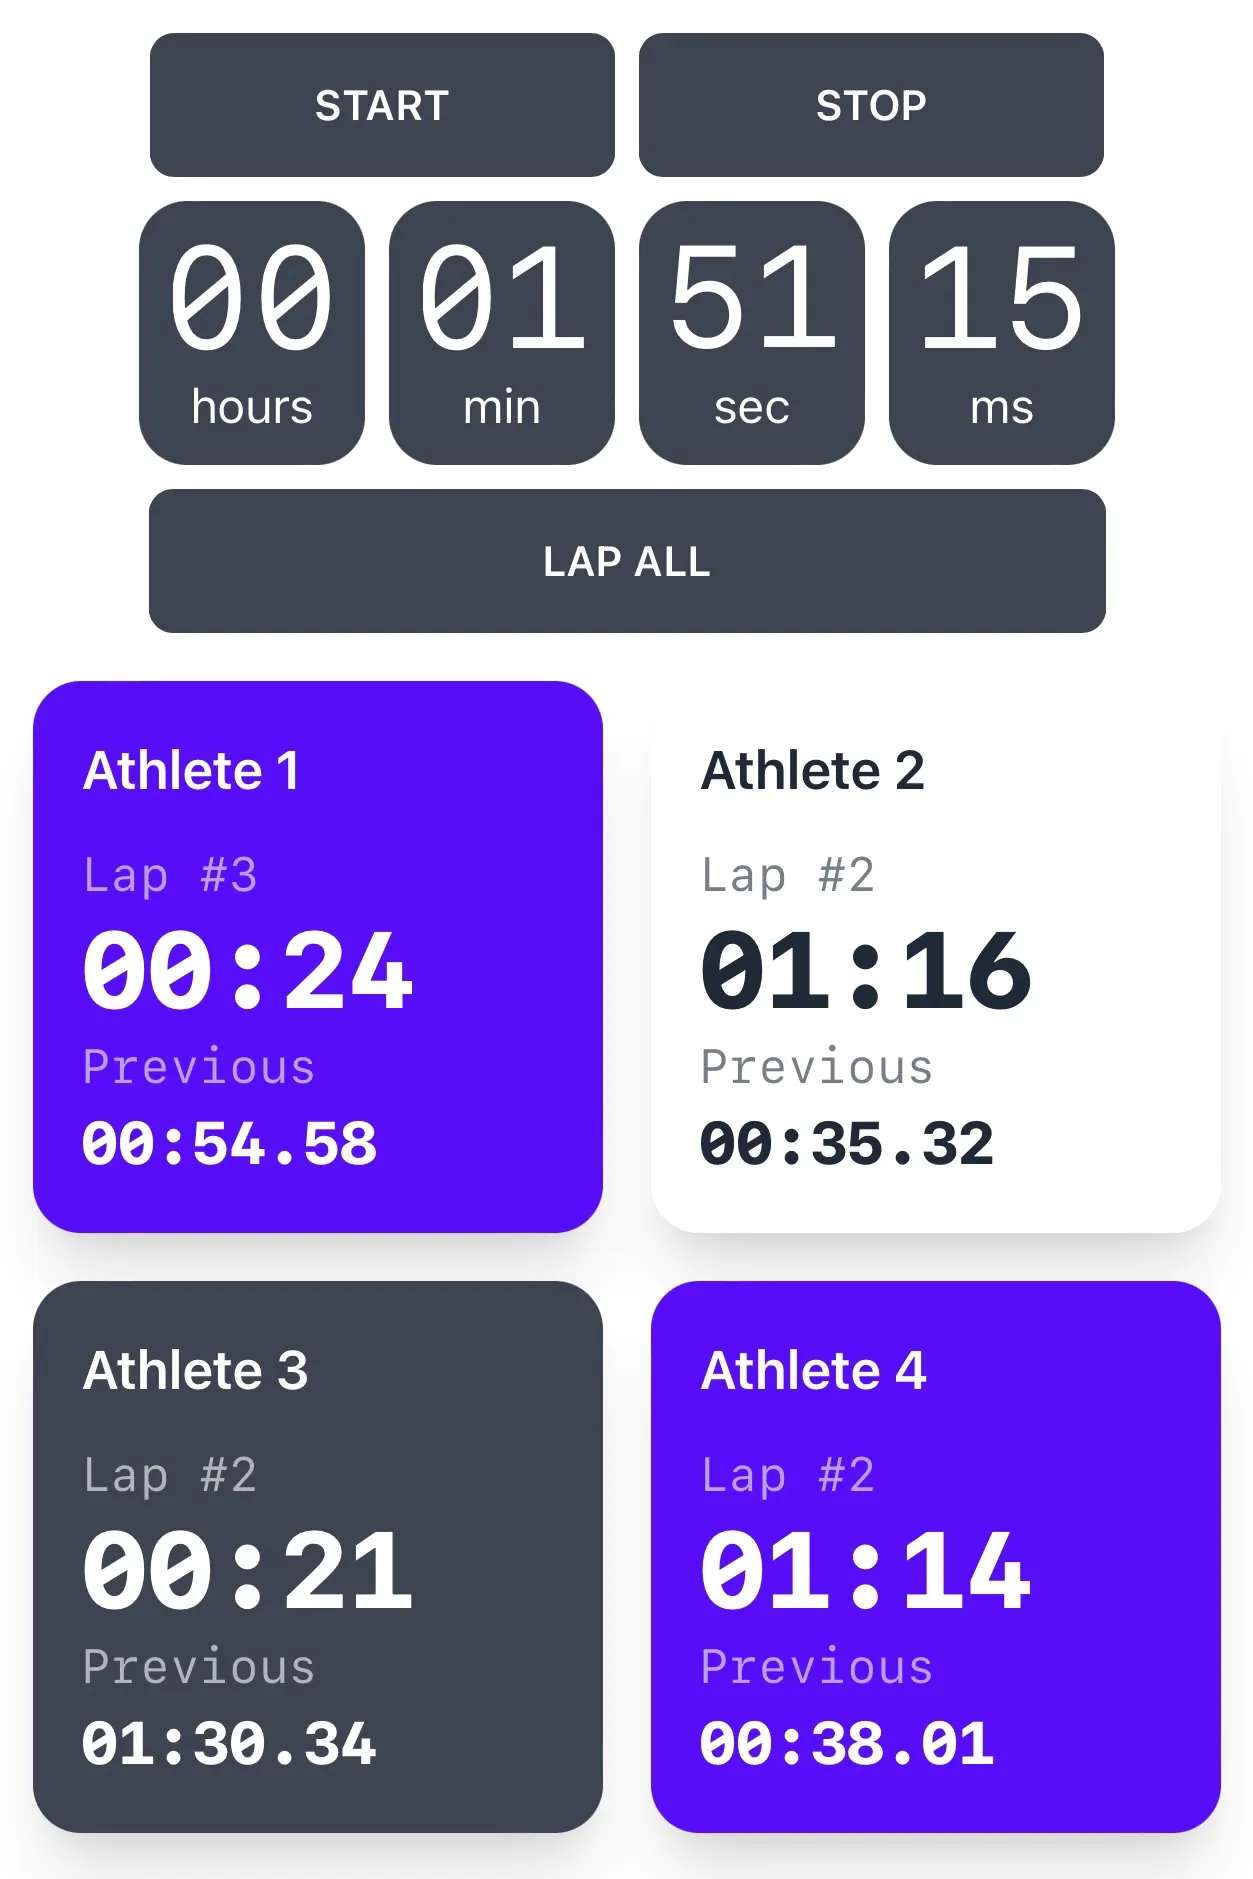 START
STOP
00 01 51 15
hours min sec ms
LAP ALL
Athlete 1
Lap #3
00:24
Previous
00:54.58
Athlete 2
Lap #2
01:16
Previous
00:35.32
Athlete 3
Lap #2
00:21
Previous
01:30.34
Athlete 4
Lap #2
01:14
Previous
00:38.01